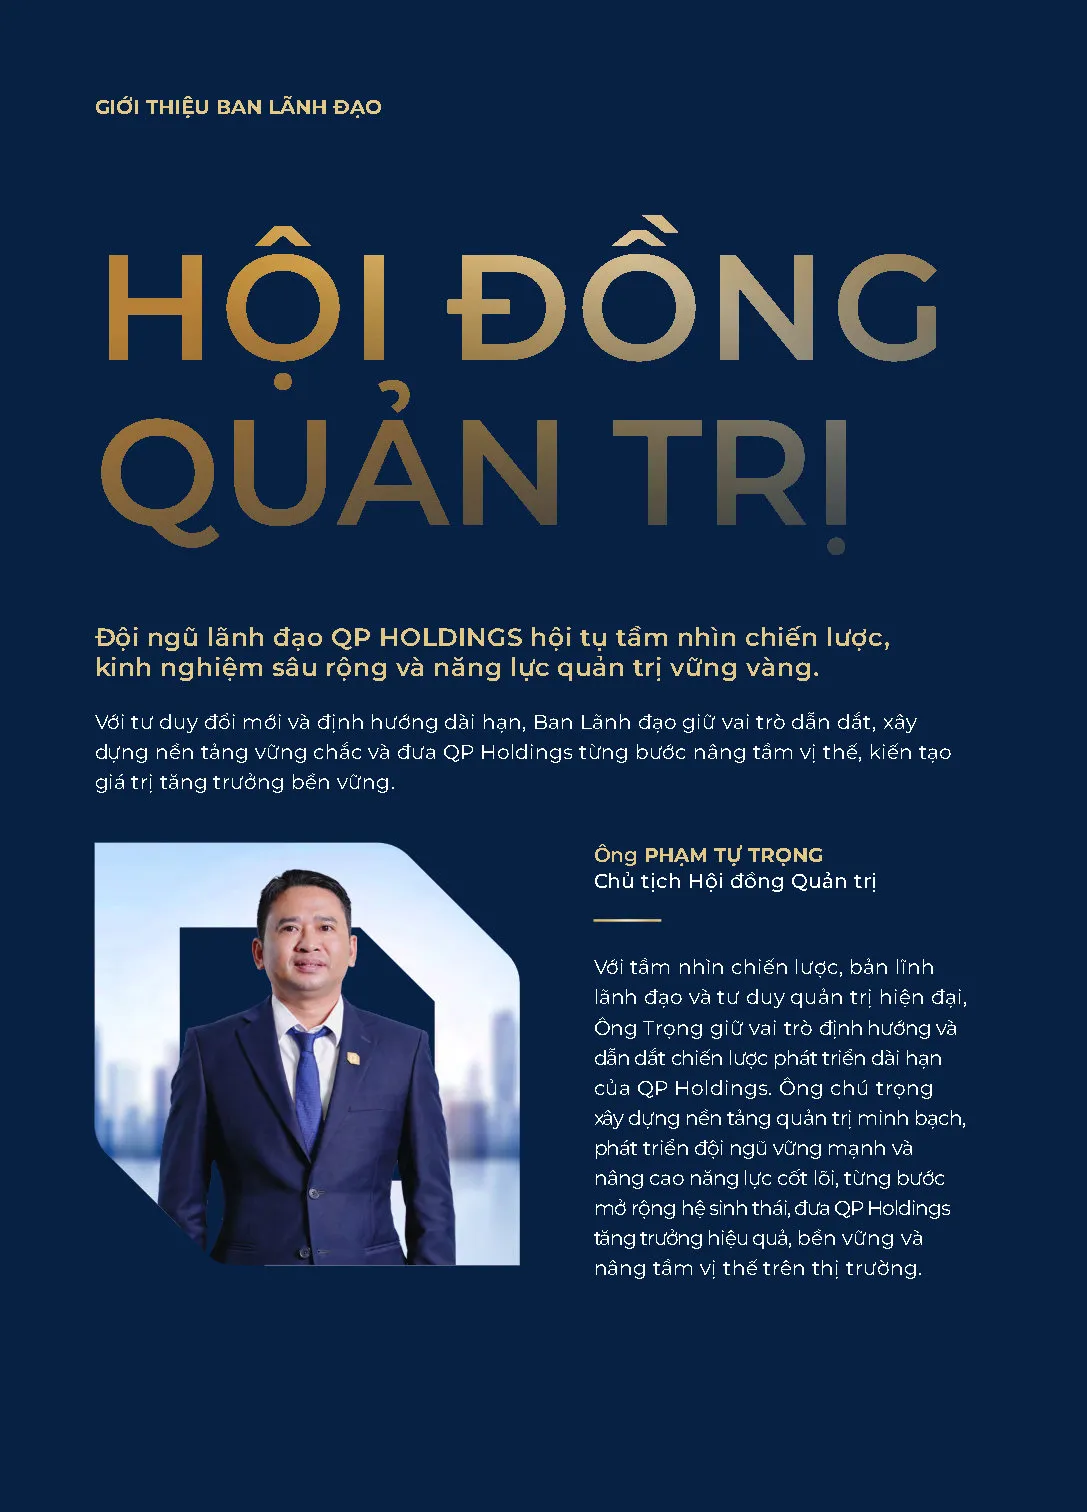 GIỚI THIỆU BAN LÃNH ĐẠO
HỘI ĐỒNG
QUẢN TRỊ
Đội ngũ lãnh đạo QP HOLDINGS hội tụ tầm nhìn chiến lược,
kinh nghiệm sâu rộng và năng lực quản trị vững vàng.
Với tư duy đổi mới và định hướng dài hạn, Ban Lãnh đạo giữ vai trò dẫn dắt, xây
dựng nền tảng vững chắc và đưa QP Holdings từng bước nâng tầm vị thế, kiến tạo
giá trị tăng trưởng bền vững.
Ông PHẠM TỰ TRỌNG
Chủ tịch Hội đồng Quản trị
Với tầm nhìn chiến lược, bản lĩnh
lãnh đạo và tư duy quản trị hiện đại,
Ông Trọng giữ vai trò định hướng và
dẫn dắt chiến lược phát triển dài hạn
của QP Holdings. Ông chú trọng
xây dựng nền tảng quản trị minh bạch,
phát triển đội ngũ vững mạnh và
nâng cao năng lực cốt lõi, từng bước
mở rộng hệ sinh thái, đưa QP Holdings
tăng trưởng hiệu quả, bền vững và
nâng tầm vị thế trên thị trường.